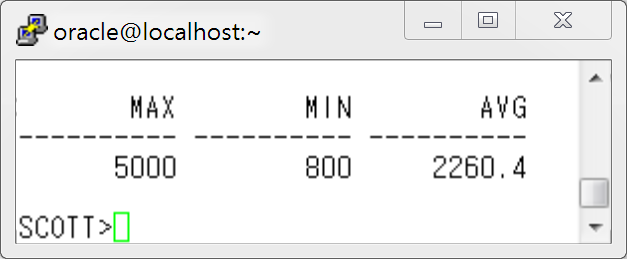 oracle@localhost:~
MAX MIN AVG
---------- ---------- ----------
5000 800 2260.4
SCOTT>